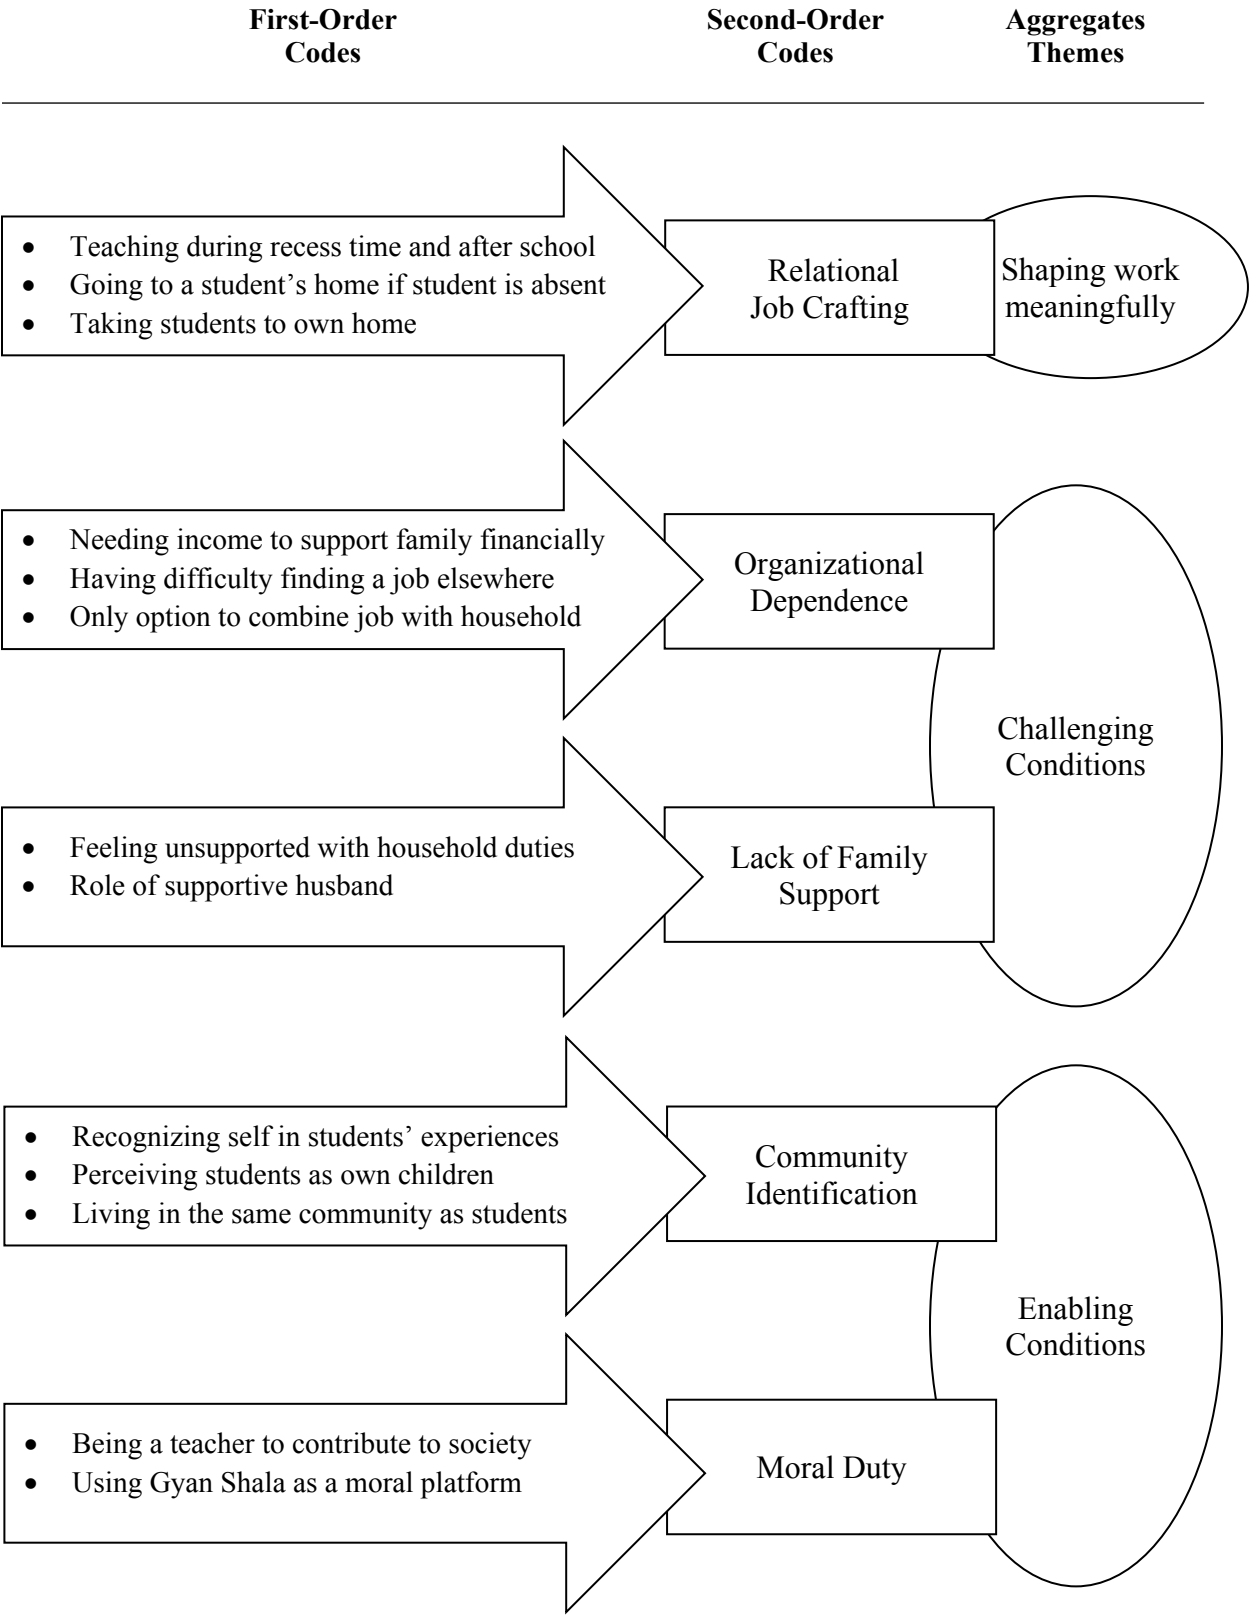 First-Order
Codes
Second-Order
Codes
Aggregates
Themes
• Teaching during recess time and after school
• Going to a student’s home if student is absent
• Taking students to own home
Relational
Job Crafting
Shaping work
meaningfully
• Needing income to support family financially
• Having difficulty finding a job elsewhere
• Only option to combine job with household
Organizational
Dependence
Challenging
Conditions
• Feeling unsupported with household duties
• Role of supportive husband
Lack of Family
Support
• Recognizing self in students’ experiences
• Perceiving students as own children
• Living in the same community as students
Community
Identification
Enabling
Conditions
• Being a teacher to contribute to society
• Using Gyan Shala as a moral platform
Moral Duty